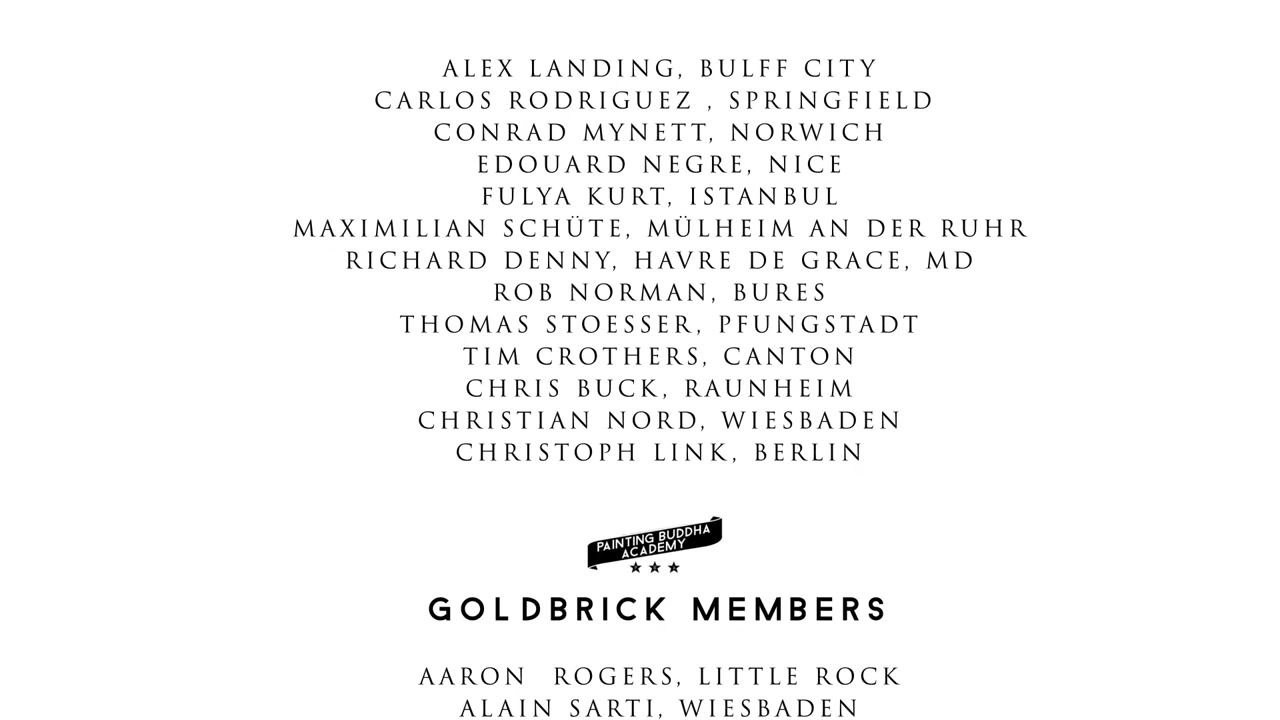 ALEX LANDING, BULFF CITY
CARLOS RODRIGUEZ , SPRINGFIELD
CONRAD MYNETT, NORWICH
EDOUARD NEGRE, NICE
FULYA KURT, ISTANBUL
MAXIMILIAN SCHÜTE, MÜLHEIM AN DER RUHR
RICHARD DENNY, HAVRE DE GRACE, MD
ROB NORMAN, BURES
THOMAS STOESSER, PFUNGSTADT
TIM CROTHERS, CANTON
CHRIS BUCK, RAUNHEIM
CHRISTIAN NORD, WIESBADEN
CHRISTOPH LINK, BERLIN
PAINTING BUDDHA
ACADEMY
GOLDBRICK MEMBERS
AARON  ROGERS, LITTLE ROCK
ALAIN SARTI, WIESBADEN